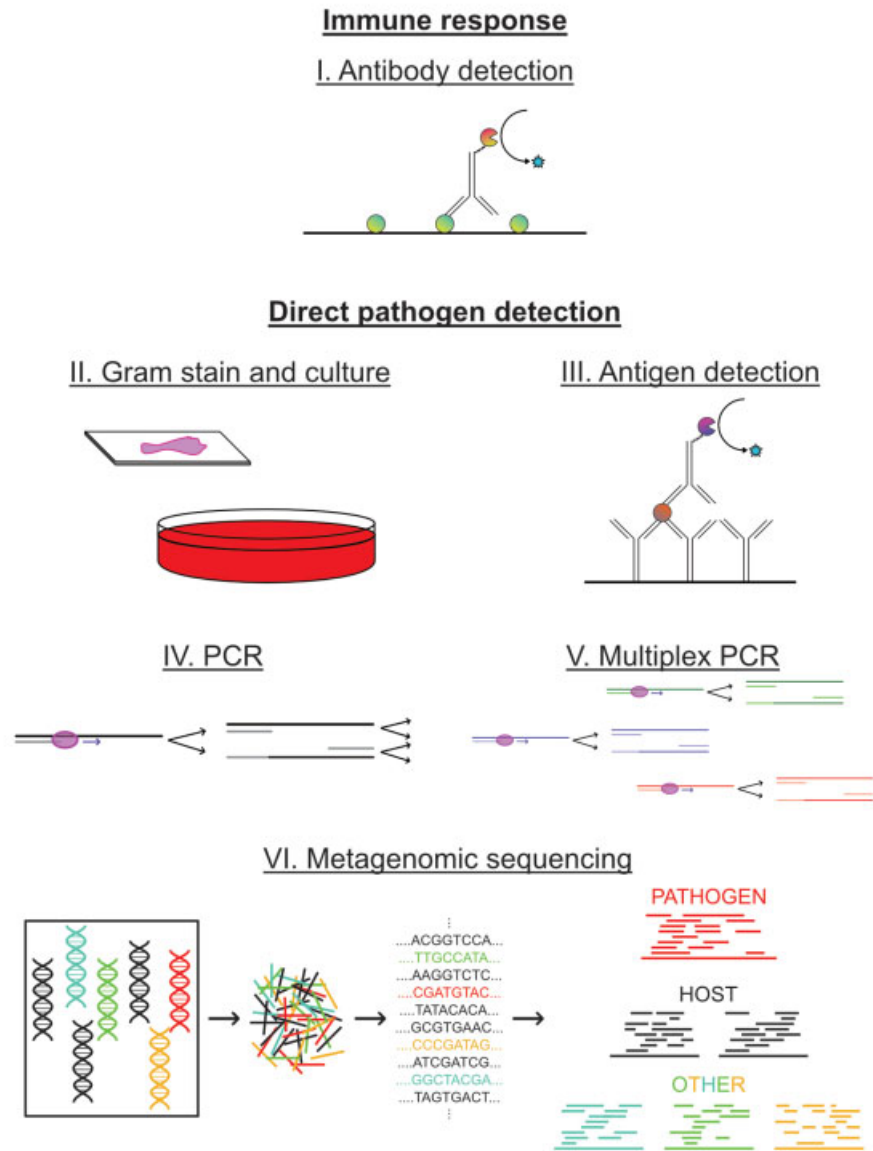 Immune response
I. Antibody detection
Direct pathogen detection
II. Gram stain and culture
III. Antigen detection
IV. PCR
V. Multiplex PCR
VI. Metagenomic sequencing
....ACGGTCCA...
....TTGCCATA...
....AAGGTCTC...
....CGATGTAC...
....TATACACA...
....GCGTGAAC...
....CCCGATAG...
....ATCGATCG...
....GGCTACGA...
....TAGTGACT...
PATHOGEN
HOST
OTHER